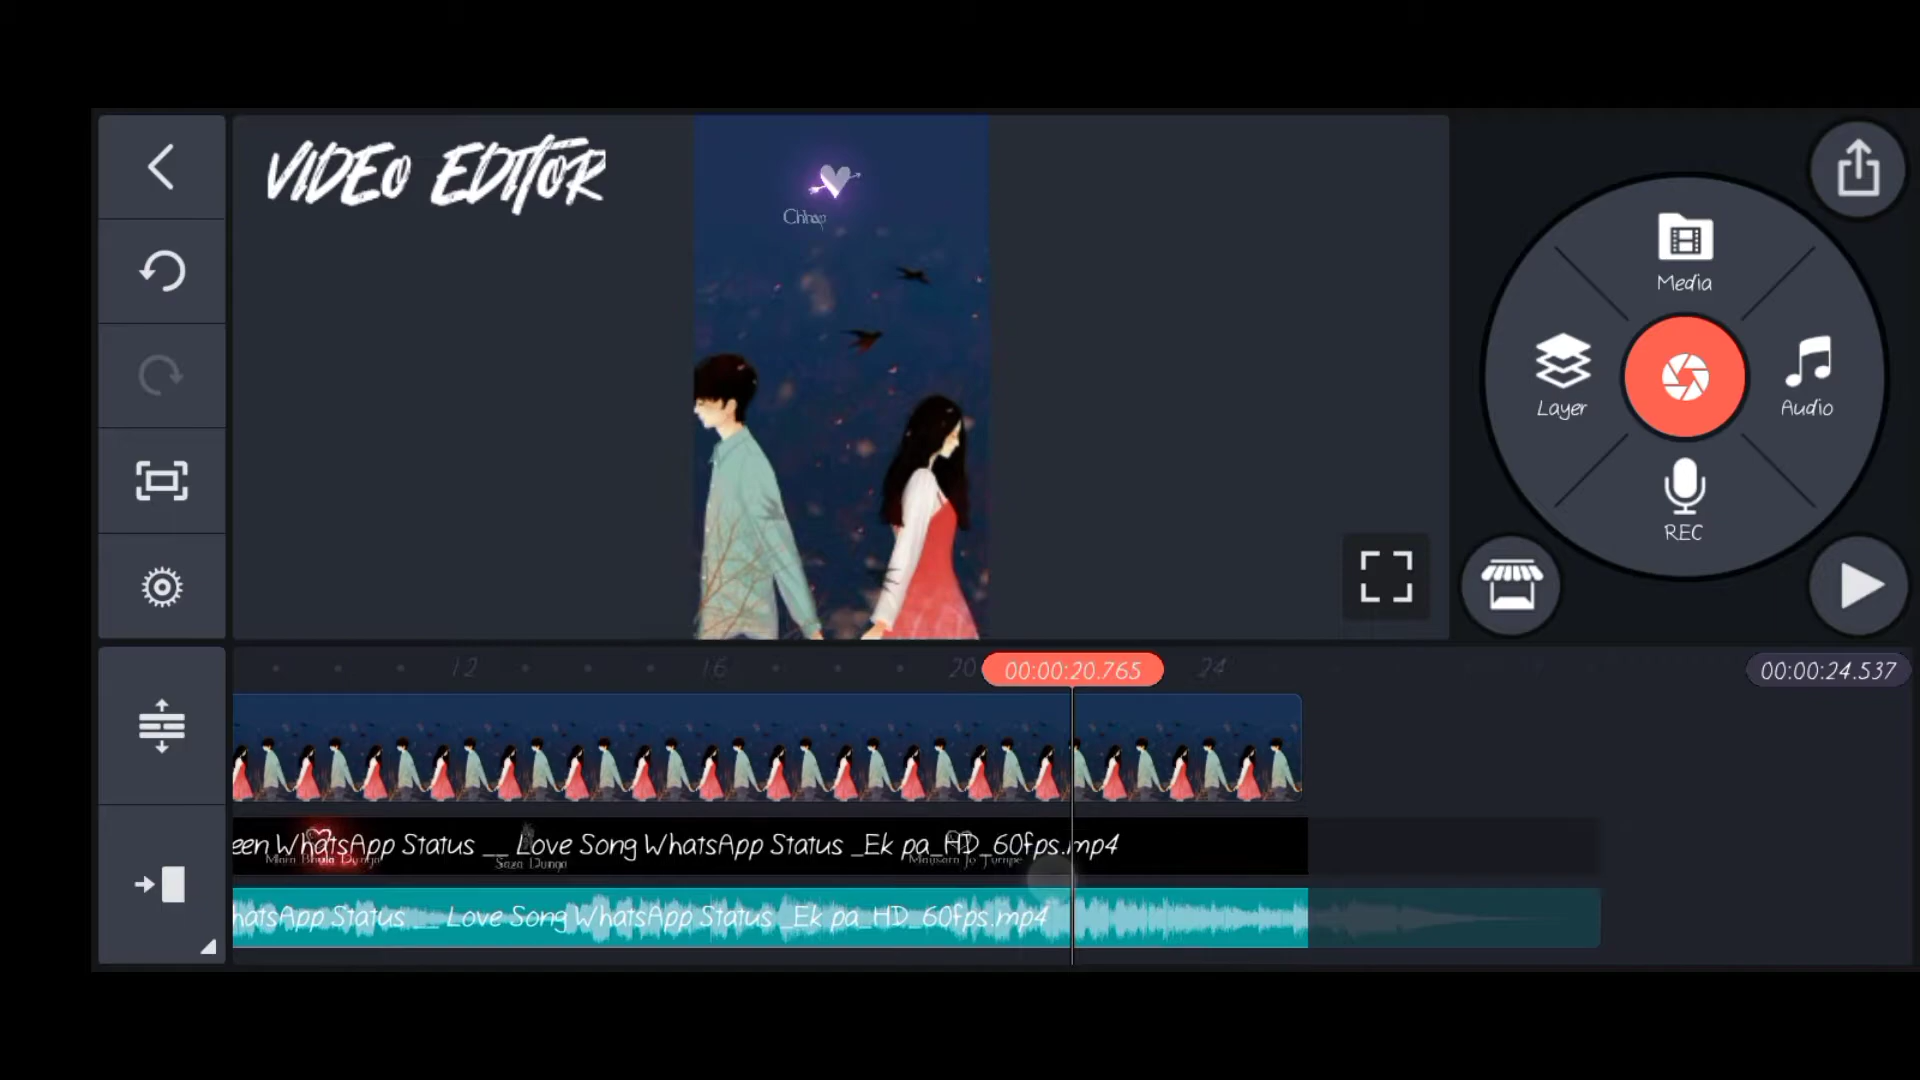 VIDEO EDITOR
Chhap
Media
Layer
Audio
REC
12
16
20
00:00:20.765
24
00:00:24.537
een WhatsApp Status __ Love Song WhatsApp Status _Ek pa_HD_60fps.mp4
Saza Dunga
hatsApp Status __ Love Song WhatsApp Status _Ek pa_HD_60fps.mp4